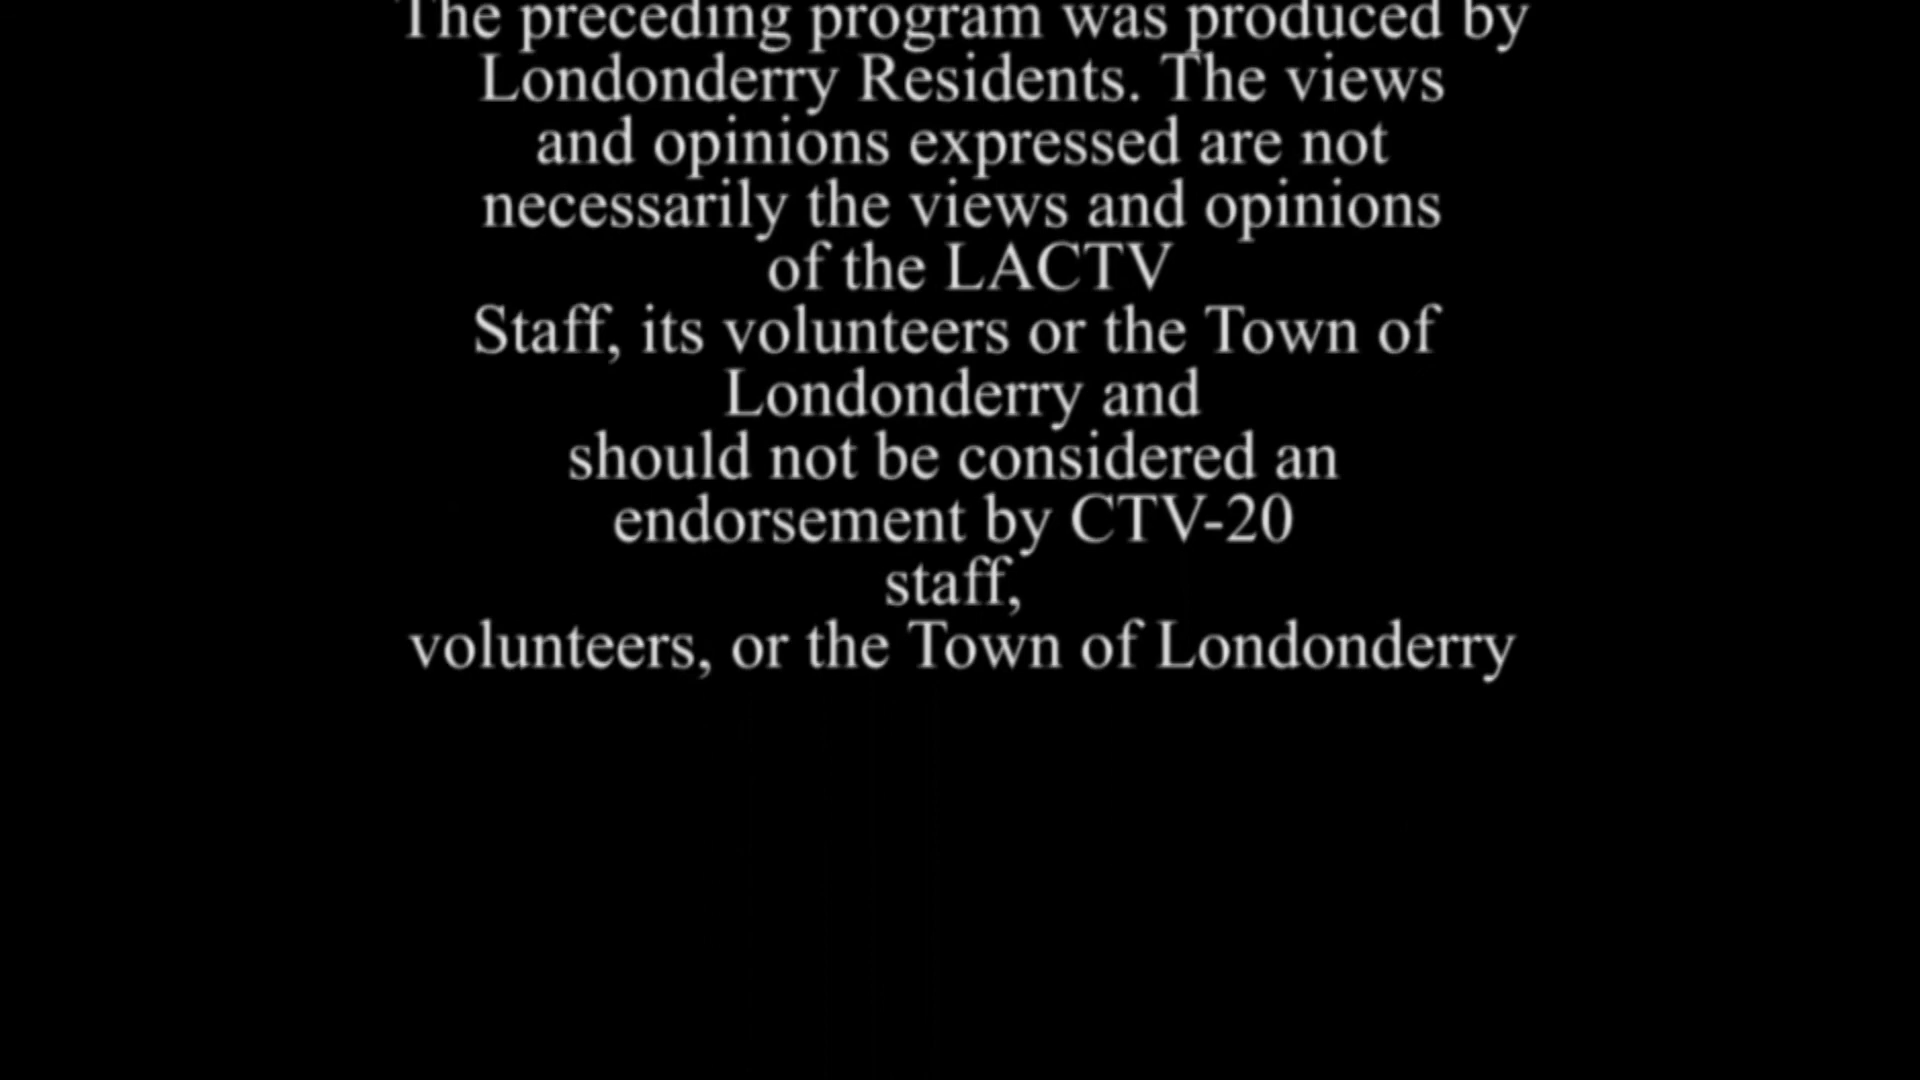 The preceding program was produced by
Londonderry Residents. The views
and opinions expressed are not
necessarily the views and opinions
of the LACTV
Staff, its volunteers or the Town of
Londonderry and
should not be considered an
endorsement by CTV-20
staff,
volunteers, or the Town of Londonderry